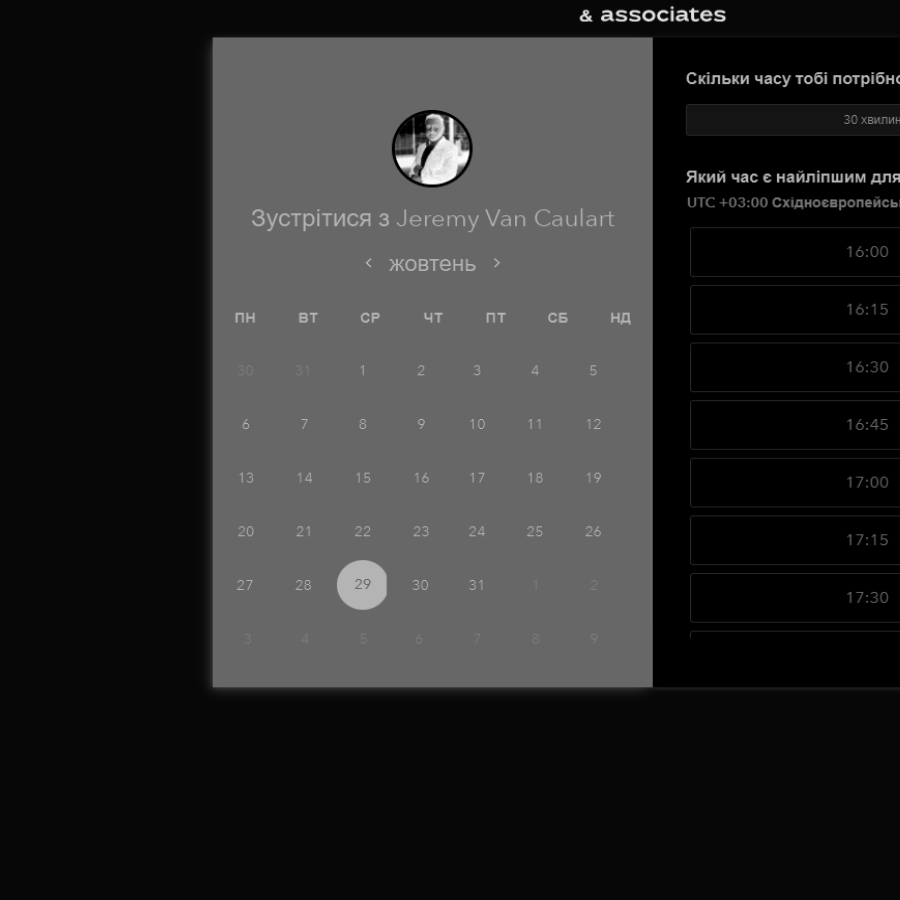 & associates
Зустрітися з Jeremy Van Caulart
жовтень
ПН ВТ СР ЧТ ПТ СБ НД
30 31 1 2 3 4 5
6 7 8 9 10 11 12
13 14 15 16 17 18 19
20 21 22 23 24 25 26
27 28 29 30 31 1 2
3 4 5 6 7 8 9
Скільки часу тобі потрібно
30 хвилин
Який час є найліпшим для
UTC +03:00 Східноєвропейсь
16:00
16:15
16:30
16:45
17:00
17:15
17:30